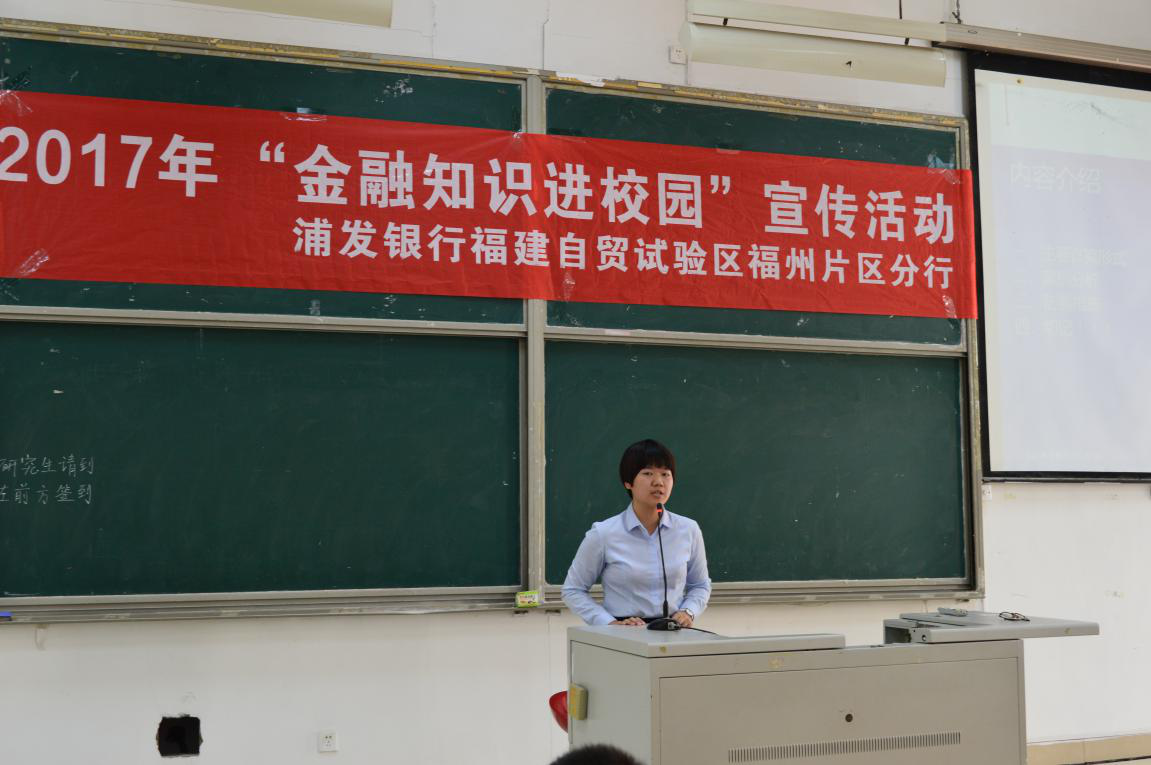 2017年 “金融知识进校园” 宣传活动
浦发银行福建自贸试验区福州片区分行
内容介绍
研究生请到
在前方签到